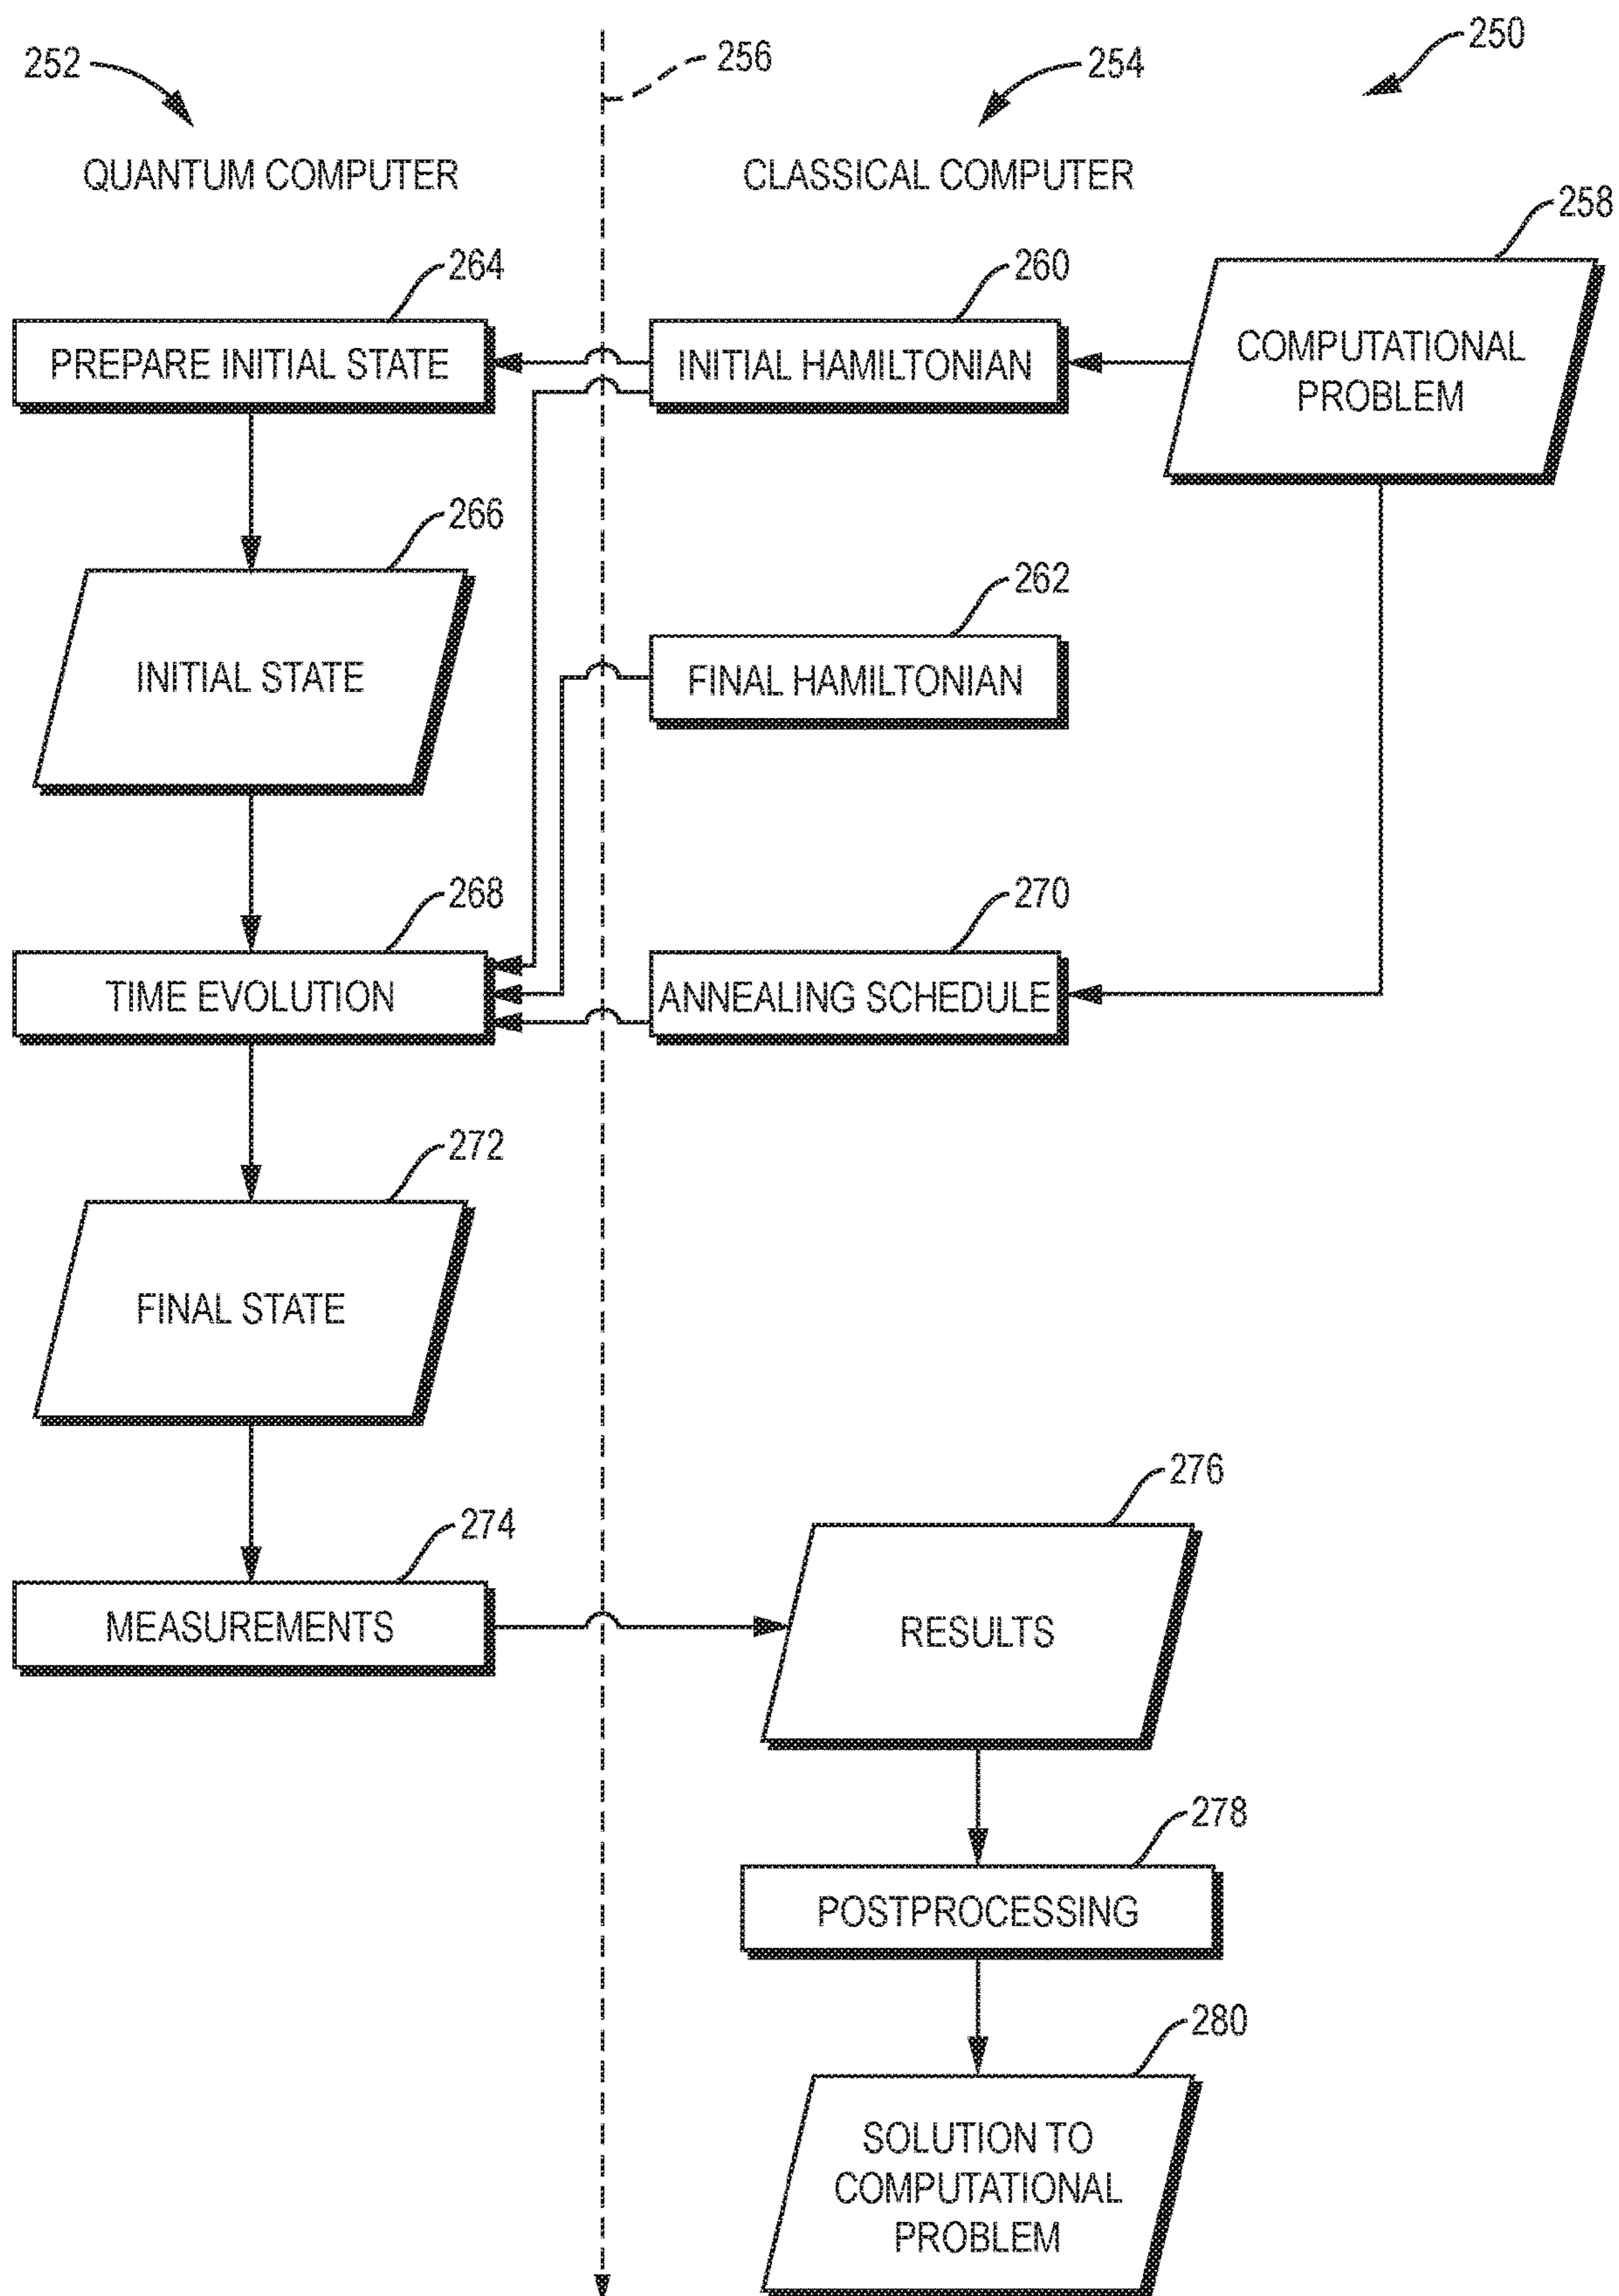 250
252
256
254
QUANTUM COMPUTER
CLASSICAL COMPUTER
258
264
260
PREPARE INITIAL STATE
INITIAL HAMILTONIAN
COMPUTATIONAL
PROBLEM
266
262
INITIAL STATE
FINAL HAMILTONIAN
268
270
TIME EVOLUTION
ANNEALING SCHEDULE
272
FINAL STATE
276
274
MEASUREMENTS
RESULTS
278
POSTPROCESSING
280
SOLUTION TO
COMPUTATIONAL
PROBLEM